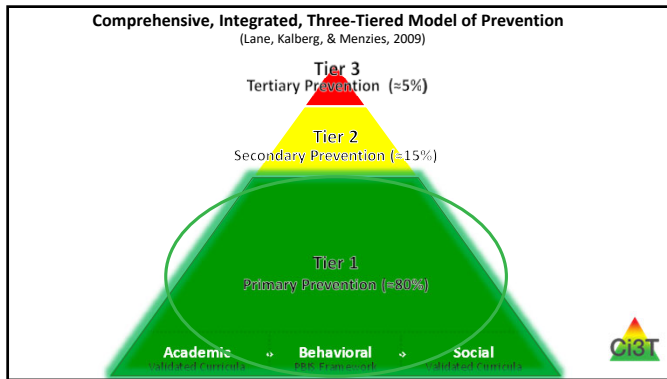 Comprehensive, Integrated, Three-Tiered Model of Prevention
(Lane, Kalberg, & Menzies, 2009)
Tier 3
Tertiary Prevention (≈5%)
Tier 2
Secondary Prevention (≈15%)
Tier 1
Primary Prevention (≈80%)
Academic ◦ Behavioral ◦ Social
Validated Curricula PBIS Framework Validated Curricula
Ci3T